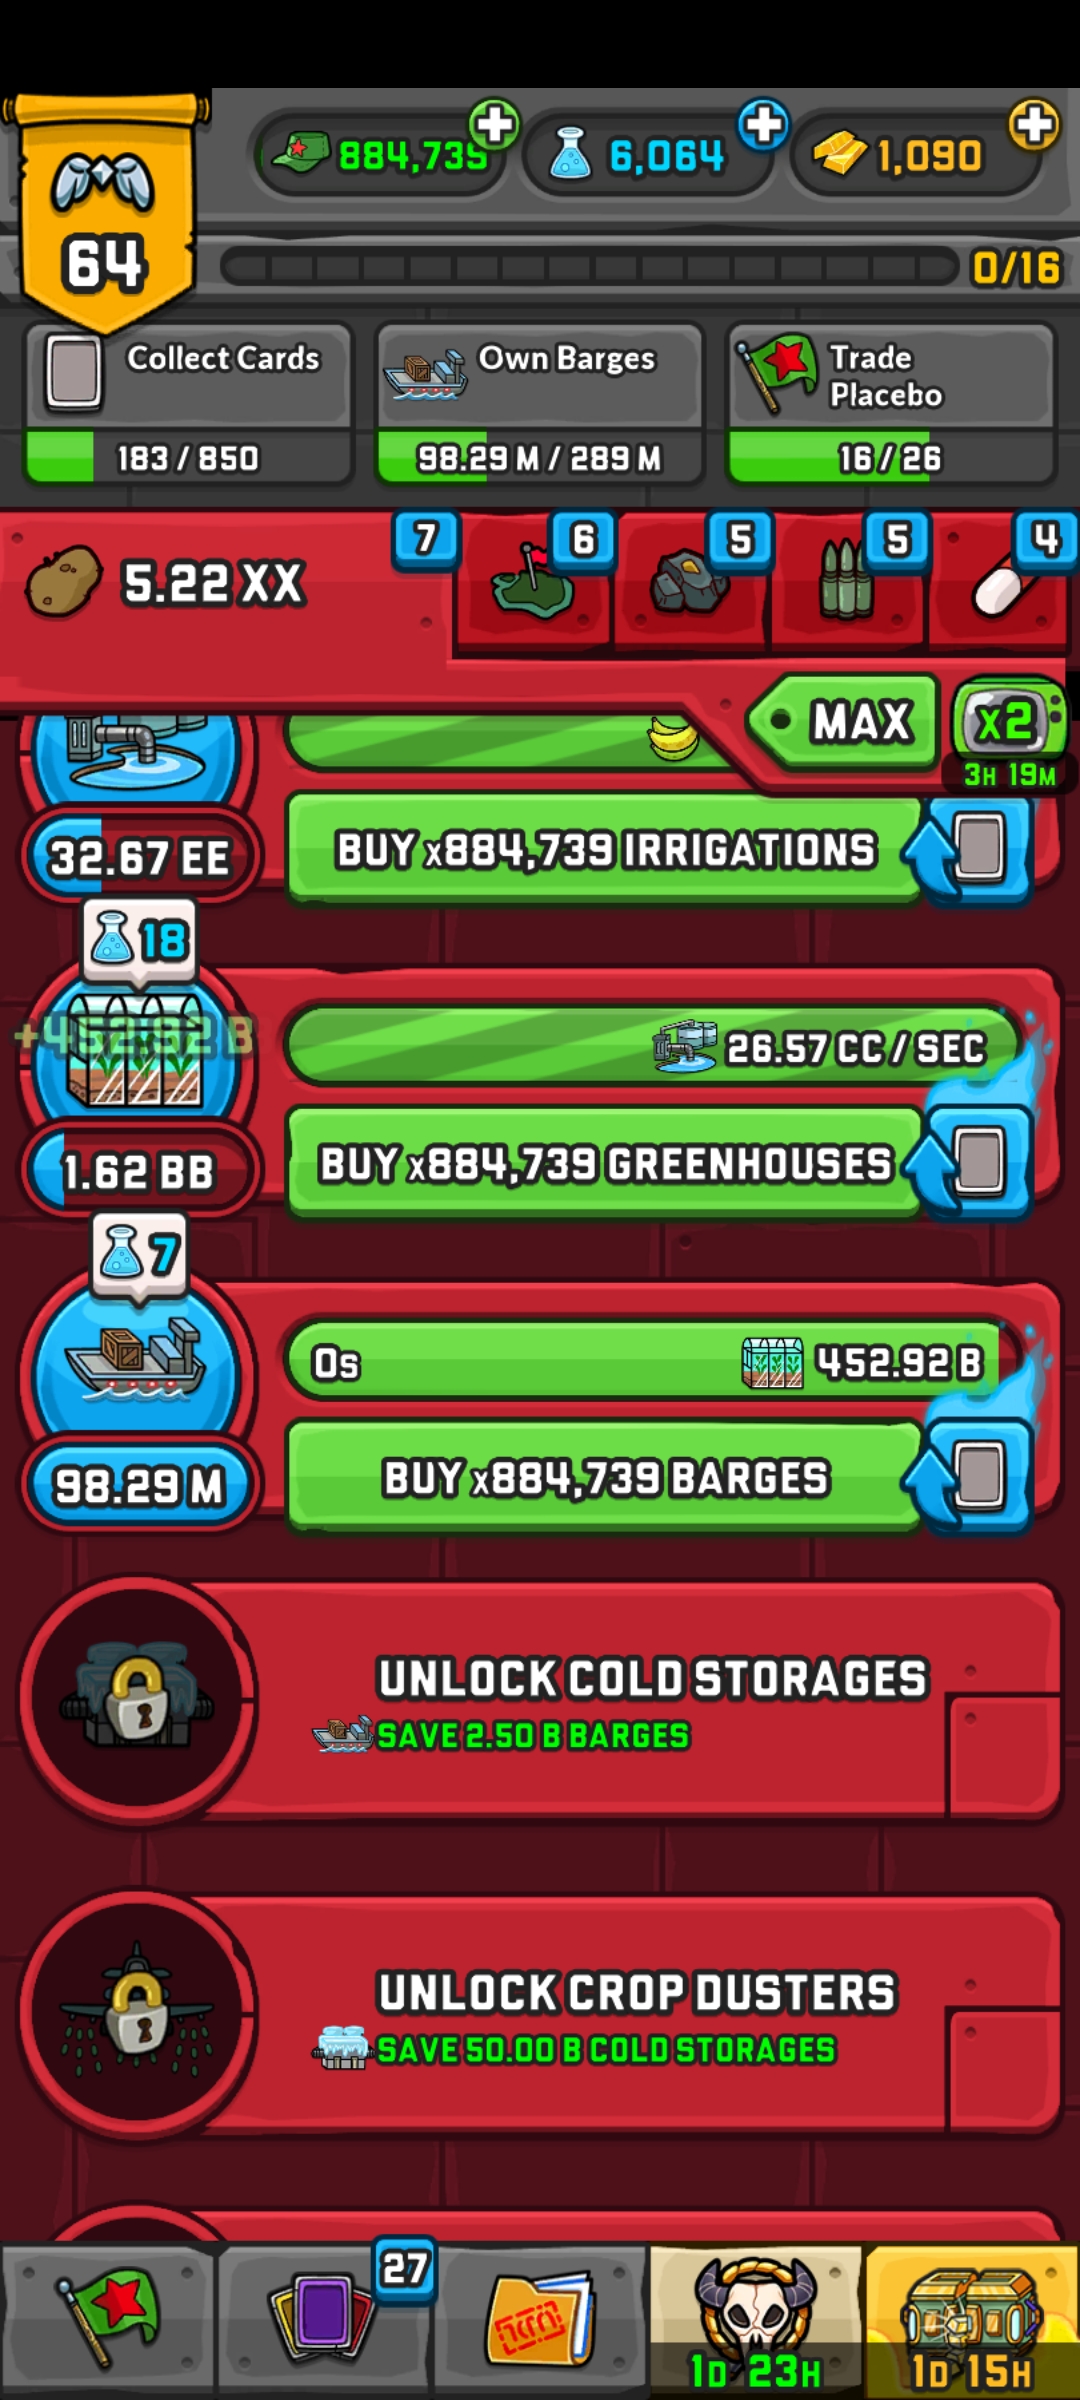 884,739
6,064
1,090
64
0/16
Collect Cards
183 / 850
Own Barges
98.29 M / 289 M
Trade
Placebo
16 / 26
5.22 XX
7
6
5
5
4
MAX
x2
3H 19M
32.67 EE
BUY x884,739 IRRIGATIONS
18
+452.92 B
26.57 CC / SEC
1.62 BB
BUY x884,739 GREENHOUSES
7
0s
452.92 B
98.29 M
BUY x884,739 BARGES
UNLOCK COLD STORAGES
SAVE 2.50 B BARGES
UNLOCK CROP DUSTERS
SAVE 50.00 B COLD STORAGES
27
1D 23H
1D 15H